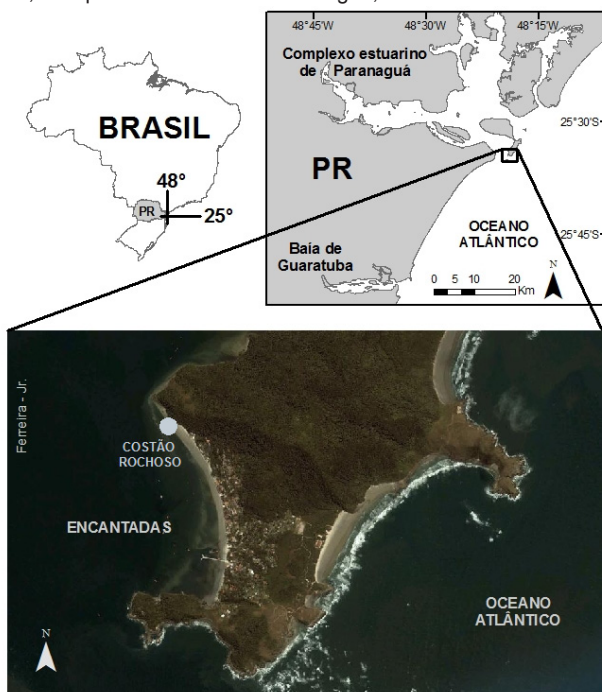 48°45'W 48°30'W 48°15'W
Complexo estuarino
de Paranaguá
BRASIL
25°30'S
48°
PR
25°
PR
OCEANO
ATLÂNTICO
25°45'S
Baía de
Guaratuba
N
0 5 10 20
Km
Ferreira - Jr.
COSTÃO
ROCHOSO
ENCANTADAS
OCEANO
ATLÂNTICO
N